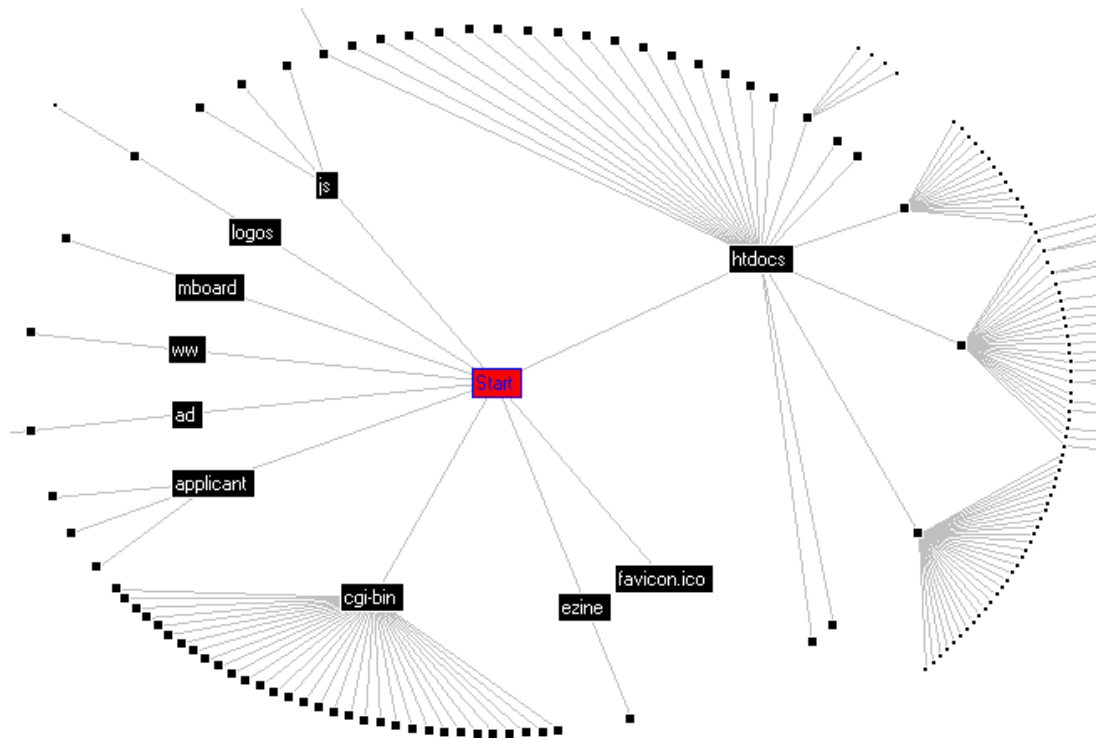 js
logos
htdocs
mboard
ww
Start
ad
applicant
favicon.ico
cgi-bin
ezine